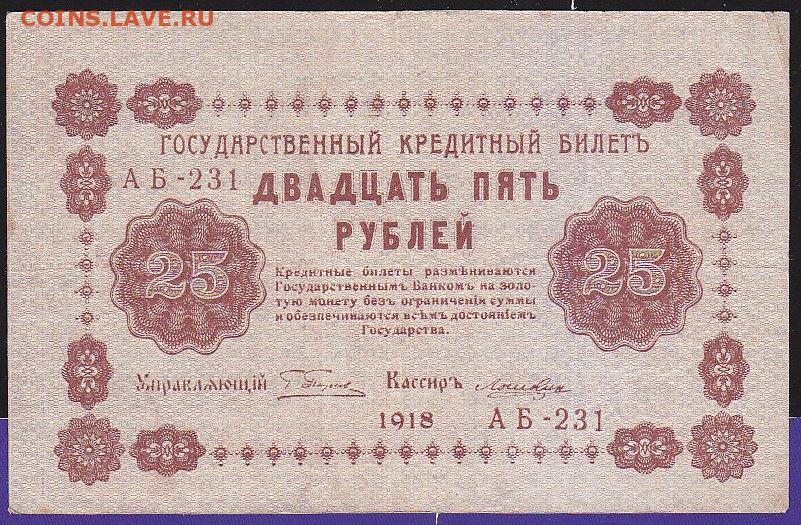 COINS.LAVE.RU
ГОСУДАРСТВЕННЫЙ КРЕДИТНЫЙ БИЛЕТЪ
АБ-231 ДВАДЦАТЬ ПЯТЬ
РУБЛЕЙ
25 25
Кредитные билеты размѣниваются
Государственнымъ Банкомъ на золо-
тую монету безъ ограниченія суммы
и обезпечиваются всѣмъ достояніемъ
Государства.
Управляющій Кассиръ
1918 АБ-231